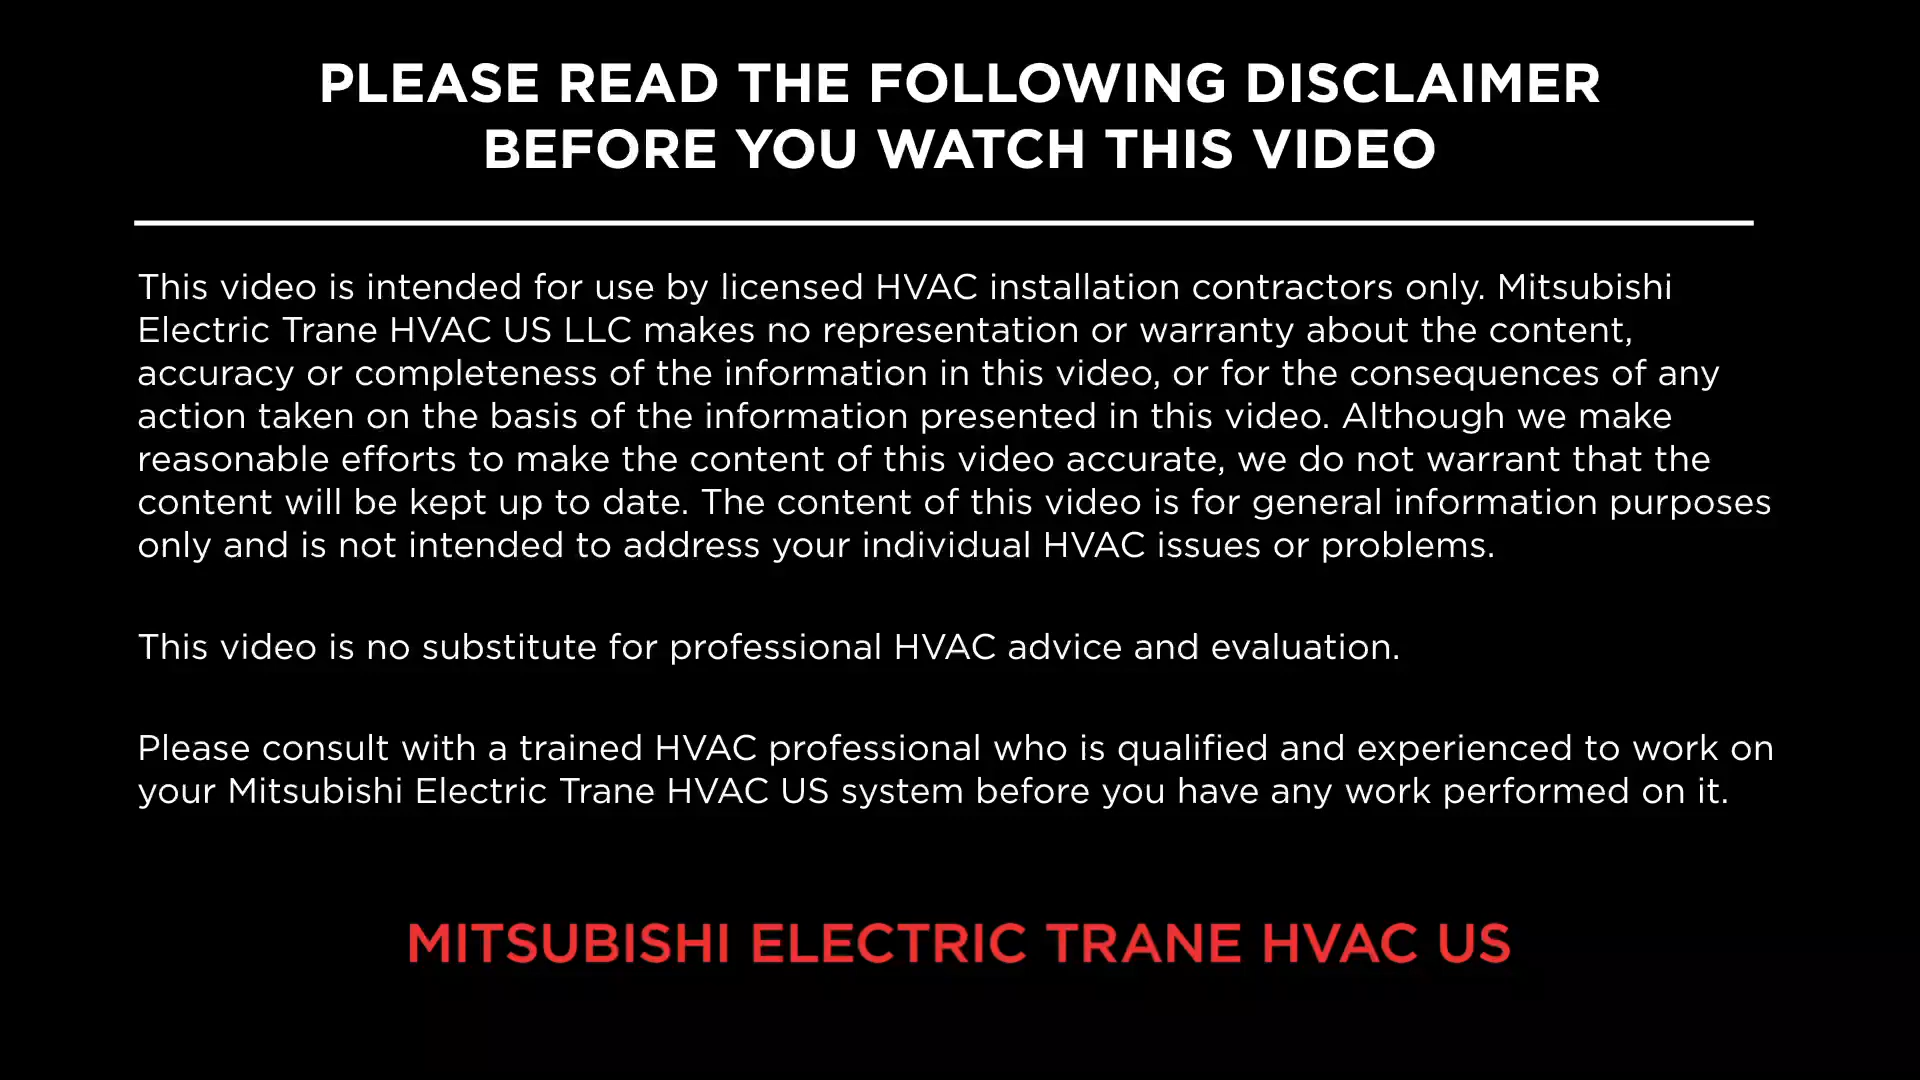 PLEASE READ THE FOLLOWING DISCLAIMER
BEFORE YOU WATCH THIS VIDEO
This video is intended for use by licensed HVAC installation contractors only. Mitsubishi
Electric Trane HVAC US LLC makes no representation or warranty about the content,
accuracy or completeness of the information in this video, or for the consequences of any
action taken on the basis of the information presented in this video. Although we make
reasonable efforts to make the content of this video accurate, we do not warrant that the
content will be kept up to date. The content of this video is for general information purposes
only and is not intended to address your individual HVAC issues or problems.
This video is no substitute for professional HVAC advice and evaluation.
Please consult with a trained HVAC professional who is qualified and experienced to work on
your Mitsubishi Electric Trane HVAC US system before you have any work performed on it.
MITSUBISHI ELECTRIC TRANE HVAC US